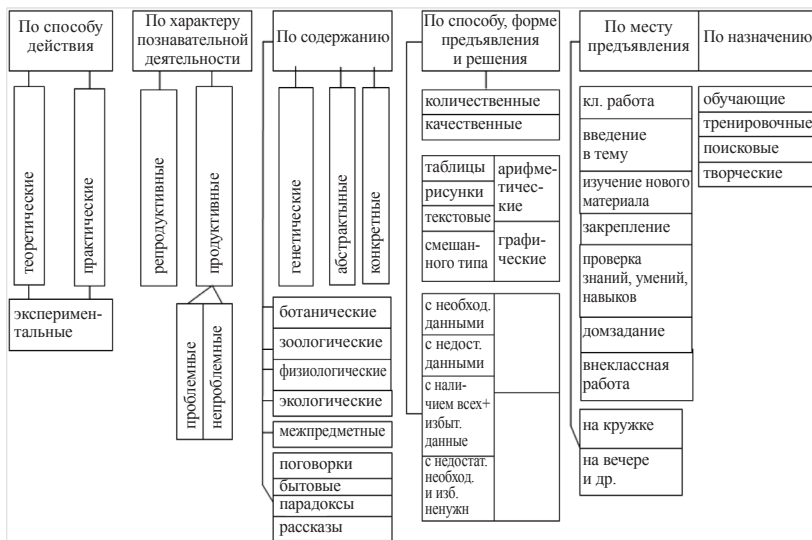 По способу
действия
По характеру
познавательной
деятельности
По содержанию
По способу, форме
предъявления
и решения
По месту
предъявления
По назначению
теоретические
практические
эксперимен-
тальные
репродуктивные
продуктивные
проблемные
непроблемные
генетические
абстрактыные
конкретные
ботанические
зоологические
физиологические
экологические
межпредметные
поговорки
бытовые
парадоксы
рассказы
количественные
качественные
таблицы
рисунки
текстовые
смешан-
ного типа
арифме-
тичес-
кие
графи-
ческие
с необход.
данными
с недост.
данными
с нали-
чием всех+
избыт.
данные
с недостат.
необход.
и изб.
ненужн
кл. работа
введение
в тему
изучение нового
материала
закрепление
проверка
знаний, умений,
навыков
домзадание
внеклассная
работа
на кружке
на вечере
и др.
обучающие
тренировочные
поисковые
творческие